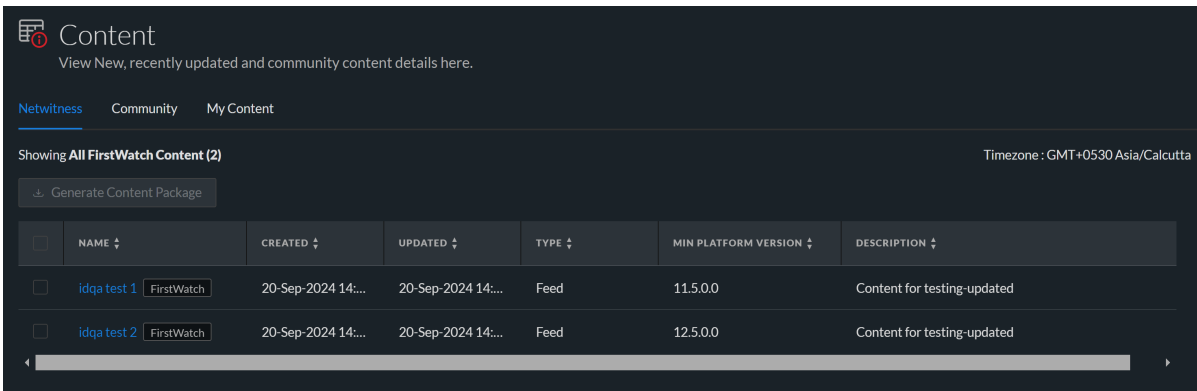 Content
View New, recently updated and community content details here.
Netwitness Community My Content
Showing All FirstWatch Content (2) Timezone : GMT+0530 Asia/Calcutta
Generate Content Package
NAME CREATED UPDATED TYPE MIN PLATFORM VERSION DESCRIPTION
idqa test 1 FirstWatch 20-Sep-2024 14:... 20-Sep-2024 14:... Feed 11.5.0.0 Content for testing-updated
idqa test 2 FirstWatch 20-Sep-2024 14:... 20-Sep-2024 14:... Feed 12.5.0.0 Content for testing-updated